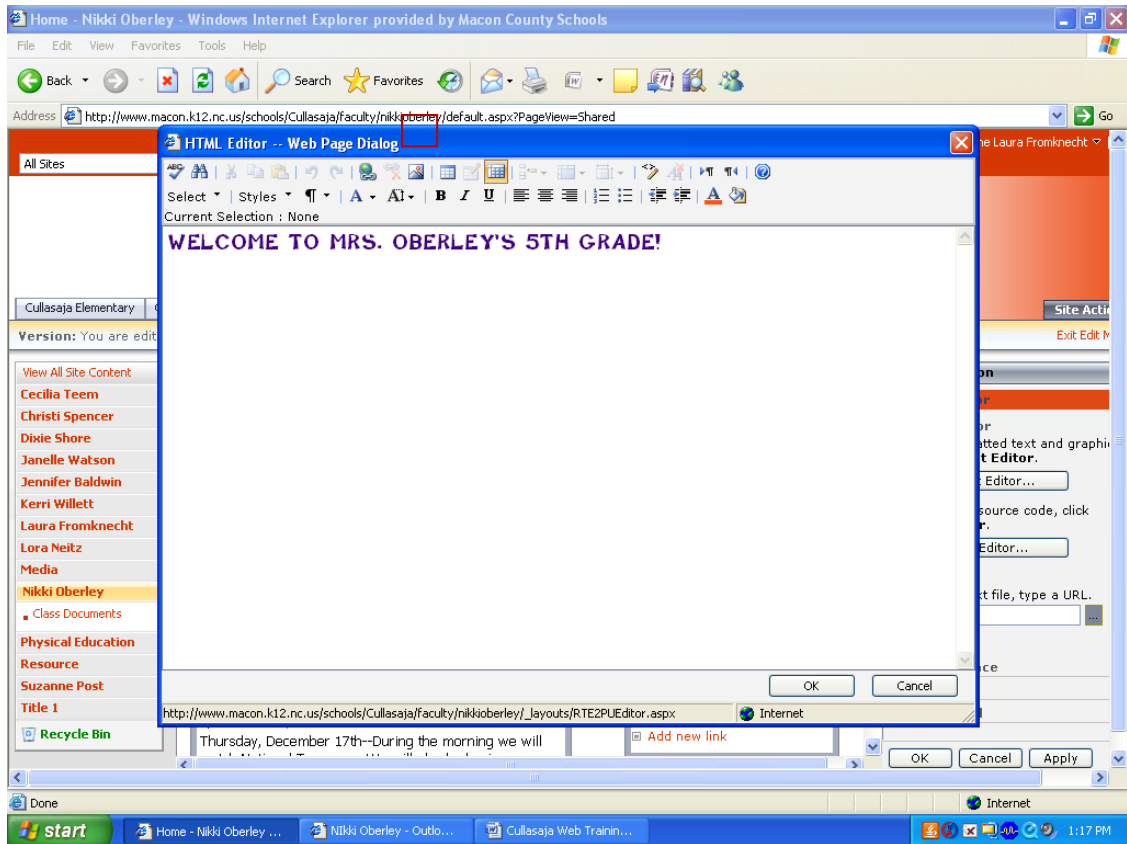 Home - Nikki Oberley - Windows Internet Explorer provided by Macon County Schools
File Edit View Favorites Tools Help
Back Search Favorites
Address http://www.macon.k12.nc.us/schools/Cullasaja/faculty/nikkioberley/default.aspx?PageView=Shared Go
HTML Editor -- Web Page Dialog
me Laura Fromknecht
All Sites
Select Styles ¶ A AI B I U A
Current Selection : None
WELCOME TO MRS. OBERLEY'S 5TH GRADE!
Cullasaja Elementary
Site Acti
Version: You are edit
Exit Edit M
View All Site Content
Cecilia Teem
Christi Spencer
Dixie Shore
Janelle Watson
Jennifer Baldwin
Kerri Willett
Laura Fromknecht
Lora Neitz
Media
Nikki Oberley
Class Documents
Physical Education
Resource
Suzanne Post
Title 1
Recycle Bin
on
or
atted text and graphi
t Editor.
Editor...
source code, click
r.
Editor...
xt file, type a URL.
...
OK Cancel
http://www.macon.k12.nc.us/schools/Cullasaja/faculty/nikkioberley/_layouts/RTE2PUEditor.aspx Internet
Thursday, December 17th--During the morning we will
Add new link
OK Cancel Apply
Done Internet
start Home - Nikki Oberley ... NIkki Oberley - Outlo... Cullasaja Web Trainin... 1:17 PM